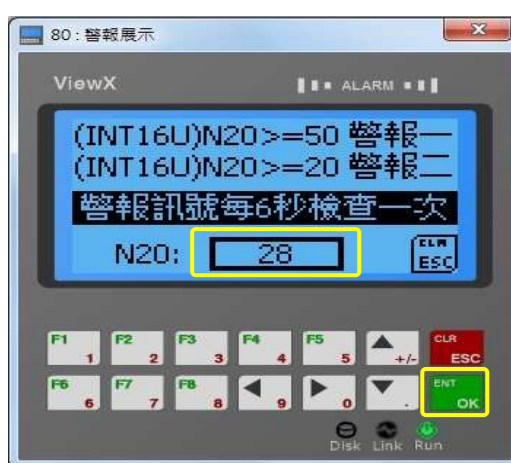 80 : 警報展示
ViewX
ALARM
(INT16U)N20>=50 警報一
(INT16U)N20>=20 警報二
警報訊號每6秒檢查一次
N20: 28 CLR ESC
F1 1 F2 2 F3 3 F4 4 F5 5 +/- CLR ESC
F6 6 F7 7 F8 8 9 0 . ENT OK
Disk Link Run